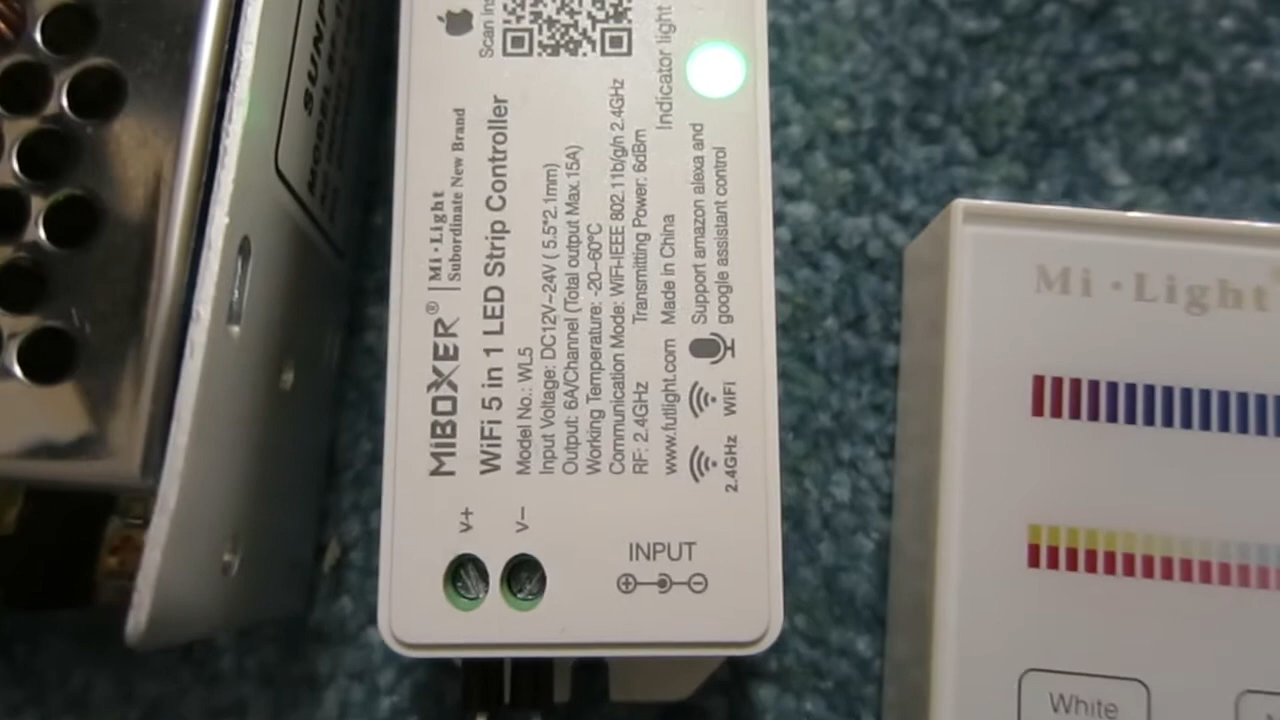 SUNP
MODEL
Scan
MiBOXER® | Mi·Light
Subordinate New Brand
WiFi 5 in 1 LED Strip Controller
Model No.: WL5
Input Voltage: DC12V~24V ( 5.5*2.1mm)
Output: 6A/Channel (Total output Max.15A)
Working Temperature: -20~60°C
Communication Mode: WiFi-IEEE 802.11b/g/n 2.4GHz
RF: 2.4GHz Transmitting Power: 6dBm
www.futlight.com Made in China Indicator light
2.4GHz WiFi Support amazon alexa and
google assistant control
V+ V−
INPUT
Mi·Light
White